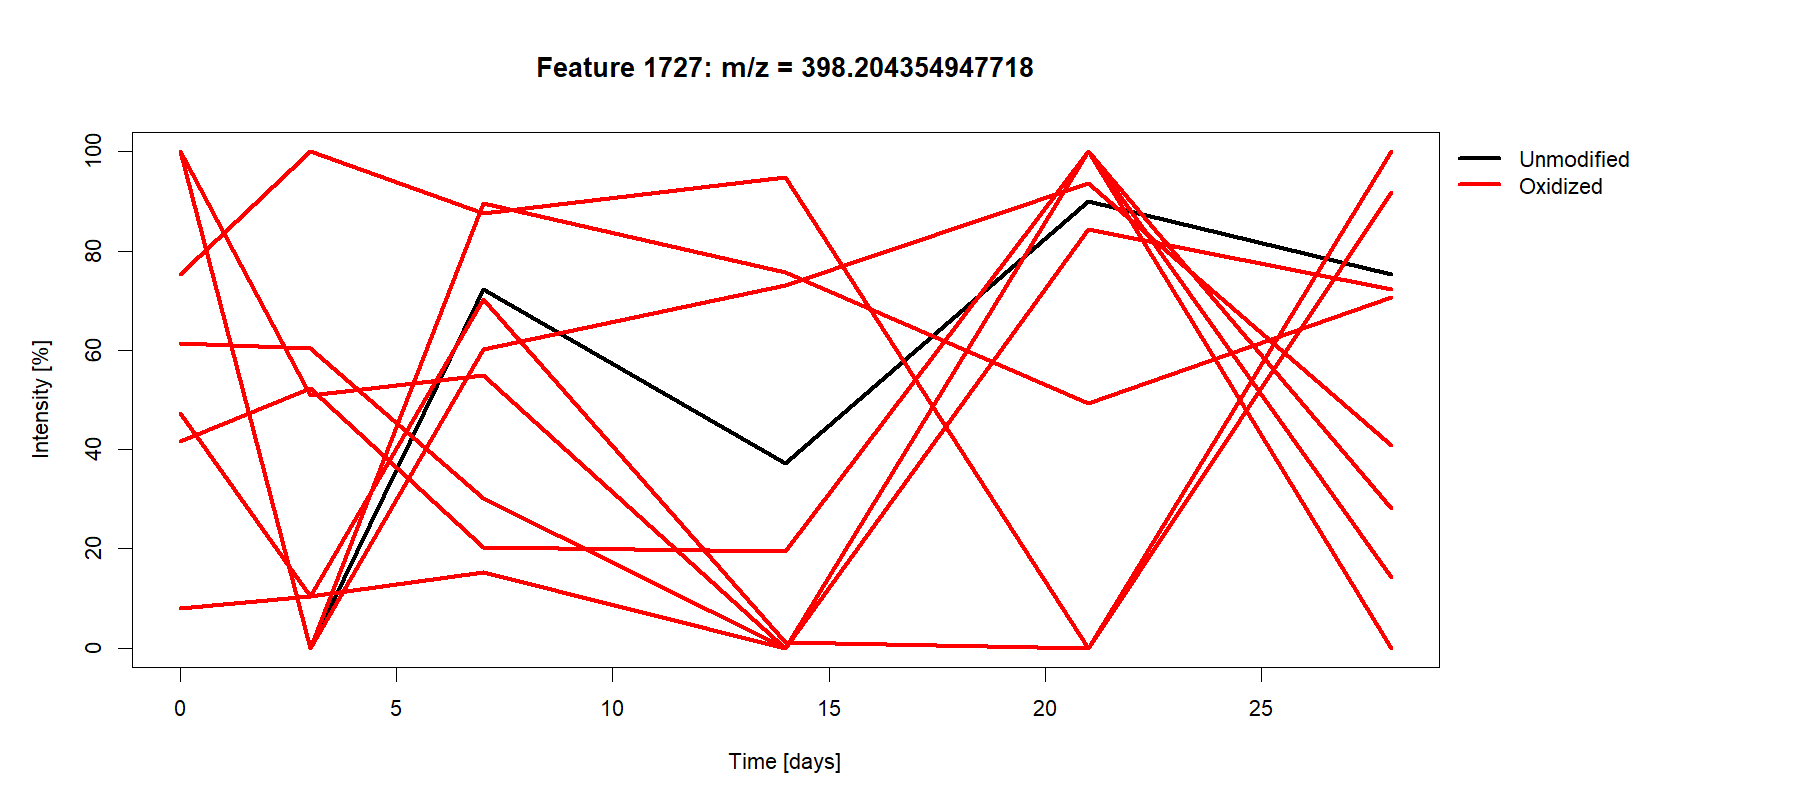 Feature 1727: m/z = 398.204354947718
Unmodified
Oxidized
Intensity [%]
100
80
60
40
20
0
0 5 10 15 20 25
Time [days]